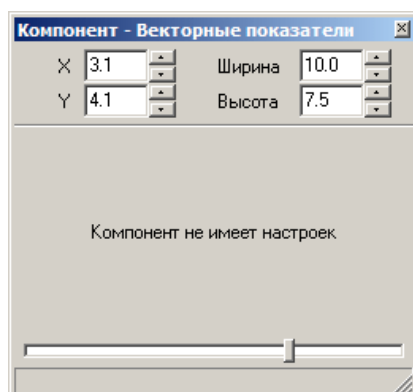 Компонент - Векторные показатели
X 3.1 Ширина 10.0
Y 4.1 Высота 7.5
Компонент не имеет настроек